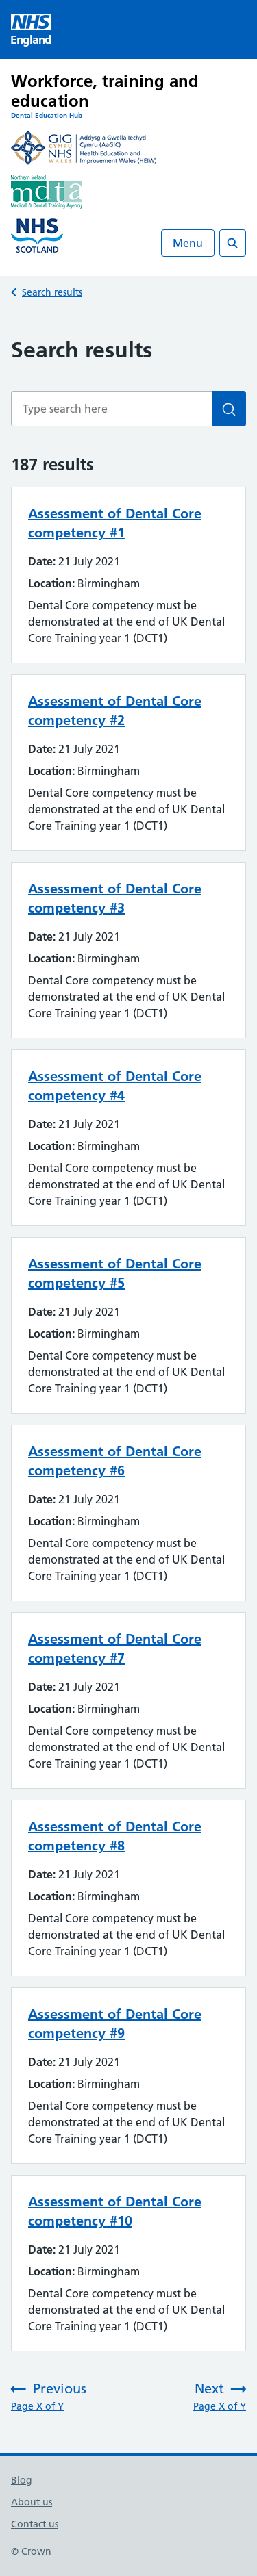 NHS
England
Workforce, training and
education
Dental Education Hub
GIG
CYMRU
NHS
WALES
Addysg a Gwella Iechyd
Cymru (AaGIC)
Health Education and
Improvement Wales (HEIW)
Northern Ireland
mdta
Medical & Dental Training Agency
NHS
SCOTLAND
Menu
Search results
Search results
Type search here
187 results
Assessment of Dental Core
competency #1
Date: 21 July 2021
Location: Birmingham
Dental Core competency must be
demonstrated at the end of UK Dental
Core Training year 1 (DCT1)
Assessment of Dental Core
competency #2
Date: 21 July 2021
Location: Birmingham
Dental Core competency must be
demonstrated at the end of UK Dental
Core Training year 1 (DCT1)
Assessment of Dental Core
competency #3
Date: 21 July 2021
Location: Birmingham
Dental Core competency must be
demonstrated at the end of UK Dental
Core Training year 1 (DCT1)
Assessment of Dental Core
competency #4
Date: 21 July 2021
Location: Birmingham
Dental Core competency must be
demonstrated at the end of UK Dental
Core Training year 1 (DCT1)
Assessment of Dental Core
competency #5
Date: 21 July 2021
Location: Birmingham
Dental Core competency must be
demonstrated at the end of UK Dental
Core Training year 1 (DCT1)
Assessment of Dental Core
competency #6
Date: 21 July 2021
Location: Birmingham
Dental Core competency must be
demonstrated at the end of UK Dental
Core Training year 1 (DCT1)
Assessment of Dental Core
competency #7
Date: 21 July 2021
Location: Birmingham
Dental Core competency must be
demonstrated at the end of UK Dental
Core Training year 1 (DCT1)
Assessment of Dental Core
competency #8
Date: 21 July 2021
Location: Birmingham
Dental Core competency must be
demonstrated at the end of UK Dental
Core Training year 1 (DCT1)
Assessment of Dental Core
competency #9
Date: 21 July 2021
Location: Birmingham
Dental Core competency must be
demonstrated at the end of UK Dental
Core Training year 1 (DCT1)
Assessment of Dental Core
competency #10
Date: 21 July 2021
Location: Birmingham
Dental Core competency must be
demonstrated at the end of UK Dental
Core Training year 1 (DCT1)
Previous
Page X of Y
Next
Page X of Y
Blog
About us
Contact us
© Crown